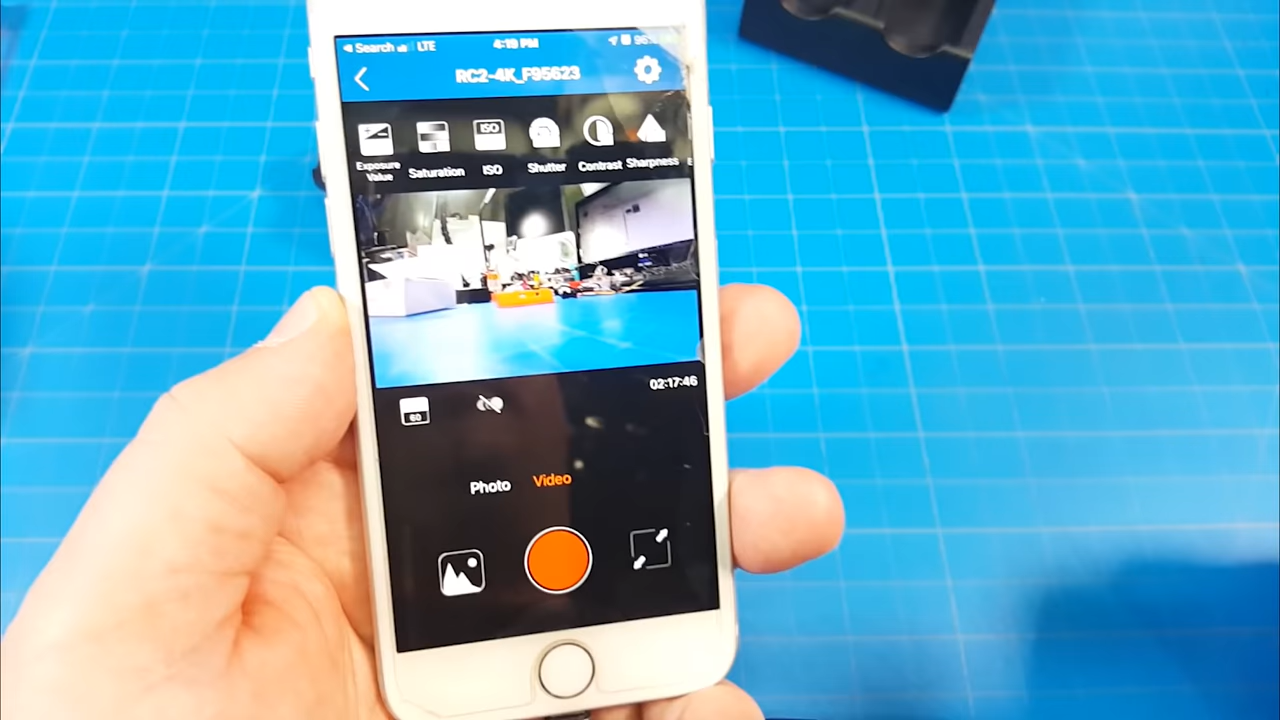 Search LTE 4:19 PM
RC2-4K_F95623
ISO
Exposure Value Saturation ISO Shutter Contrast Sharpness
02:17:46
60
Photo Video